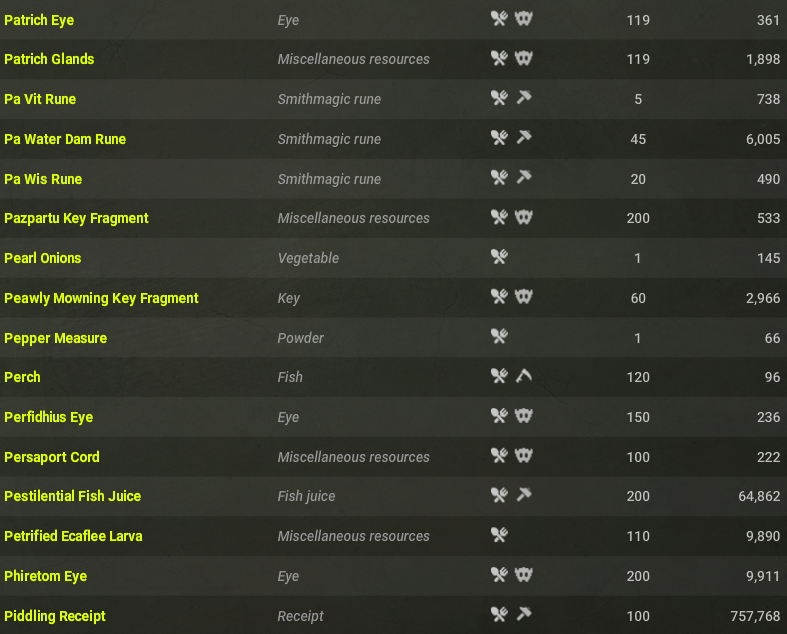 Patrich Eye Eye 119 361
Patrich Glands Miscellaneous resources 119 1,898
Pa Vit Rune Smithmagic rune 5 738
Pa Water Dam Rune Smithmagic rune 45 6,005
Pa Wis Rune Smithmagic rune 20 490
Pazpartu Key Fragment Miscellaneous resources 200 533
Pearl Onions Vegetable 1 145
Peawly Mowning Key Fragment Key 60 2,966
Pepper Measure Powder 1 66
Perch Fish 120 96
Perfidhius Eye Eye 150 236
Persaport Cord Miscellaneous resources 100 222
Pestilential Fish Juice Fish juice 200 64,862
Petrified Ecaflee Larva Miscellaneous resources 110 9,890
Phiretom Eye Eye 200 9,911
Piddling Receipt Receipt 100 757,768